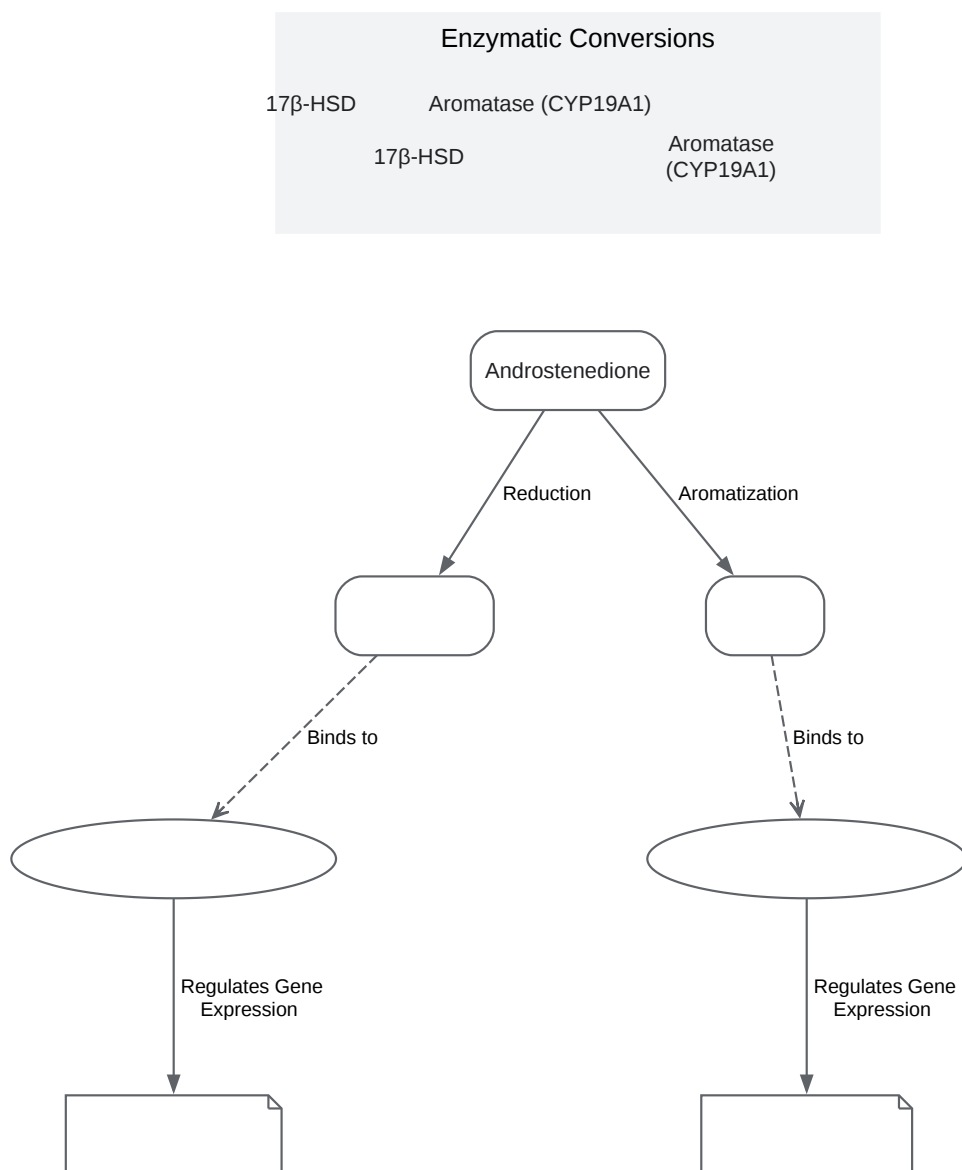 Enzymatic Conversions
17β-HSD
Aromatase (CYP19A1)
17β-HSD
Aromatase
(CYP19A1)
Androstenedione
Reduction
Aromatization
Binds to
Binds to
Regulates Gene
Expression
Regulates Gene
Expression